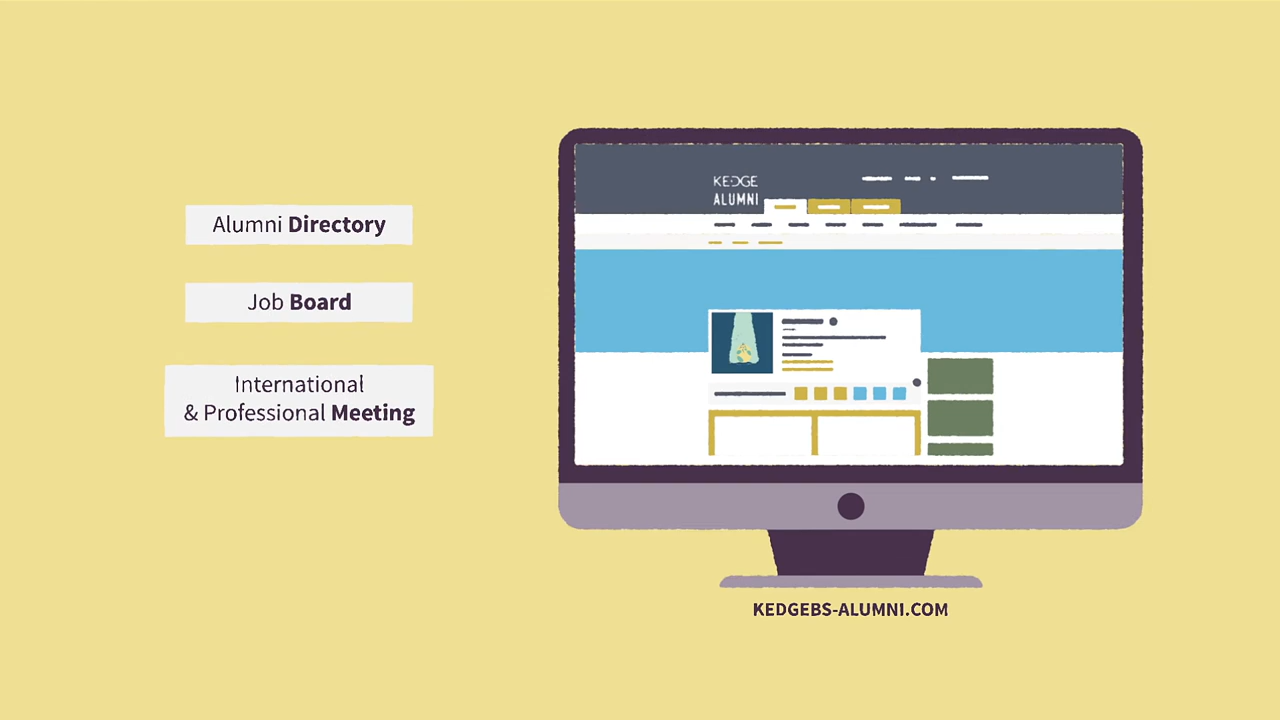 Alumni Directory
Job Board
International
& Professional Meeting
KEDGE
ALUMNI
KEDGEBS-ALUMNI.COM